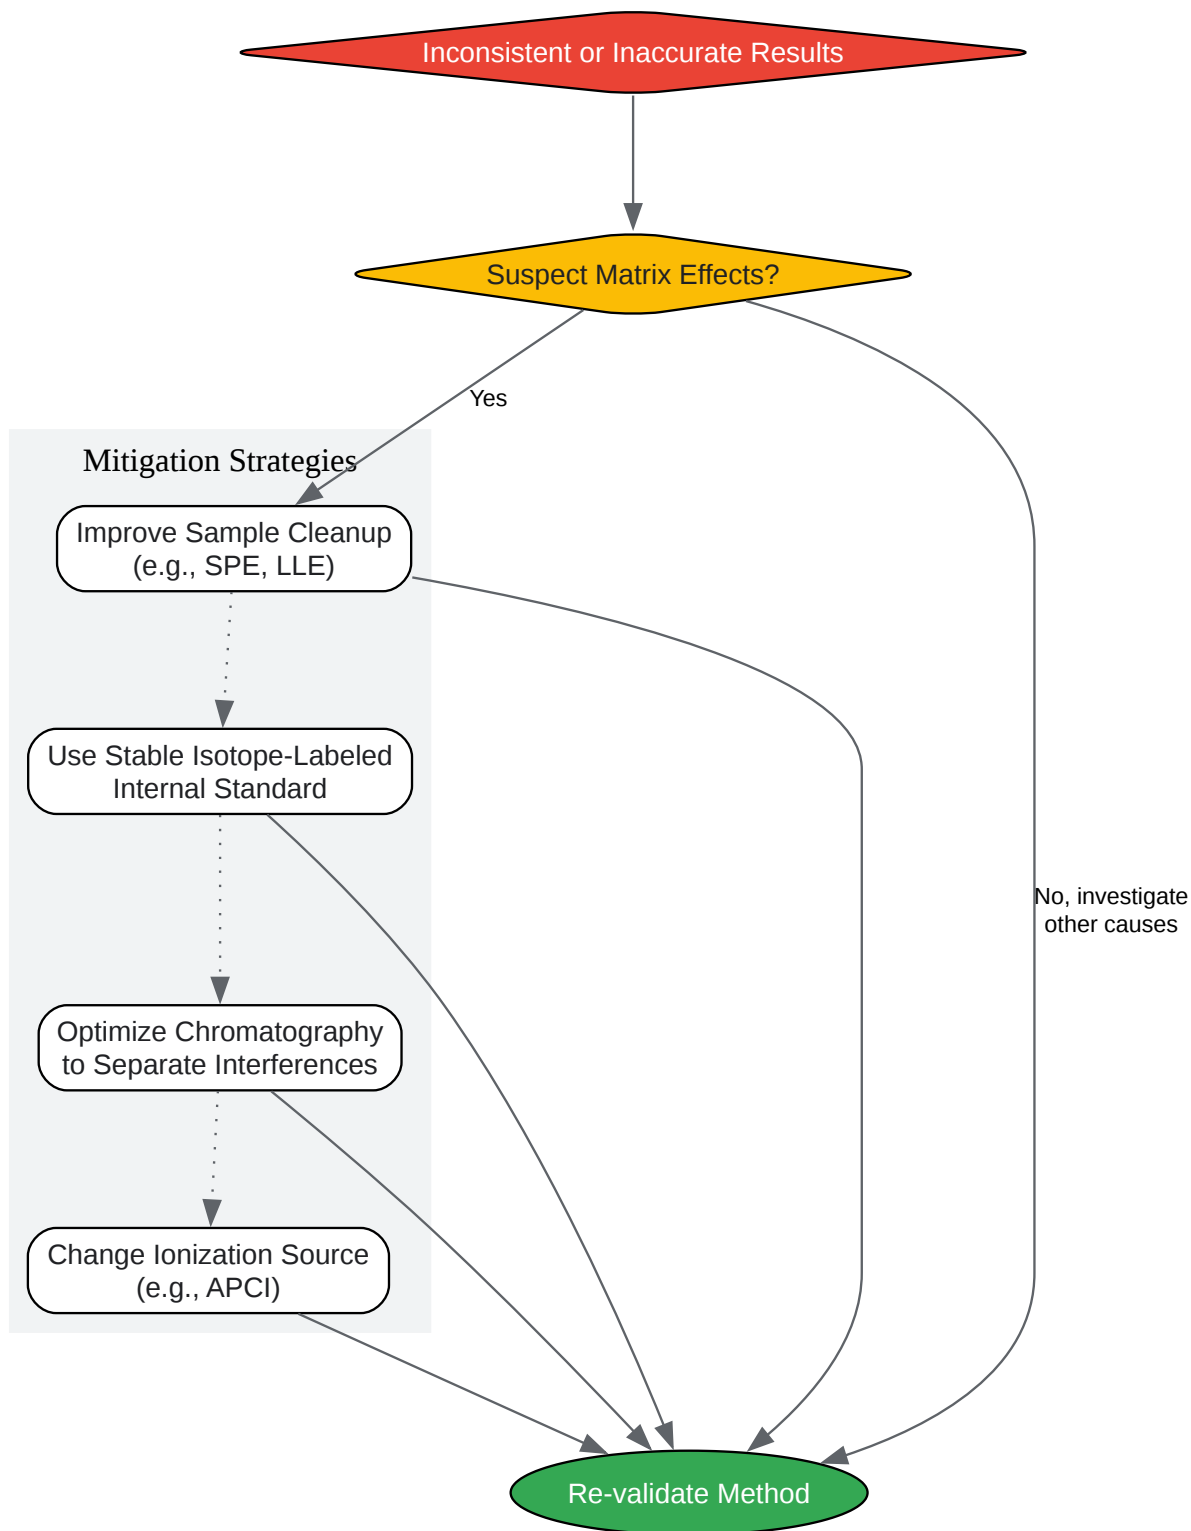 Inconsistent or Inaccurate Results
Suspect Matrix Effects?
Yes
Mitigation Strategies
Improve Sample Cleanup
(e.g., SPE, LLE)
Use Stable Isotope-Labeled
Internal Standard
No, investigate
other causes
Optimize Chromatography
to Separate Interferences
Change Ionization Source
(e.g., APCI)
Re-validate Method